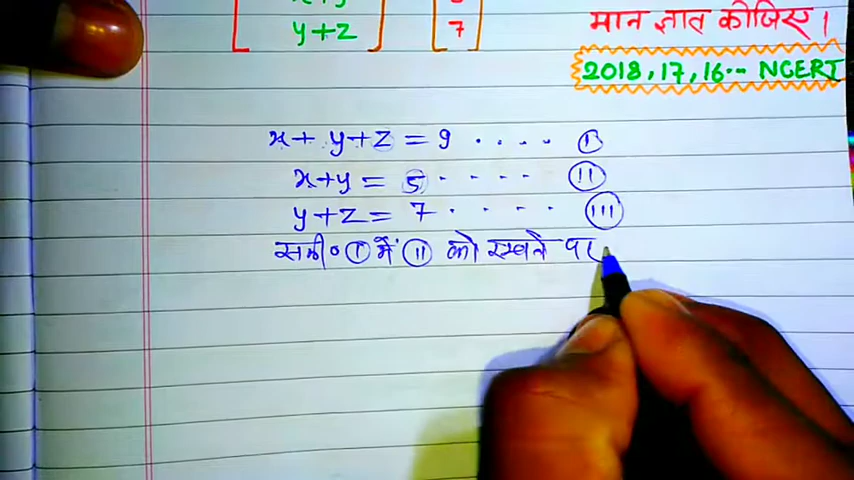 मान ज्ञात कीजिए।
y+z
7
2018, 17, 16... NCERT
x + y + z = 9 ..... I
x+y = 5 ..... II
y+z = 7 ..... III
समी० I में II को रखने पर